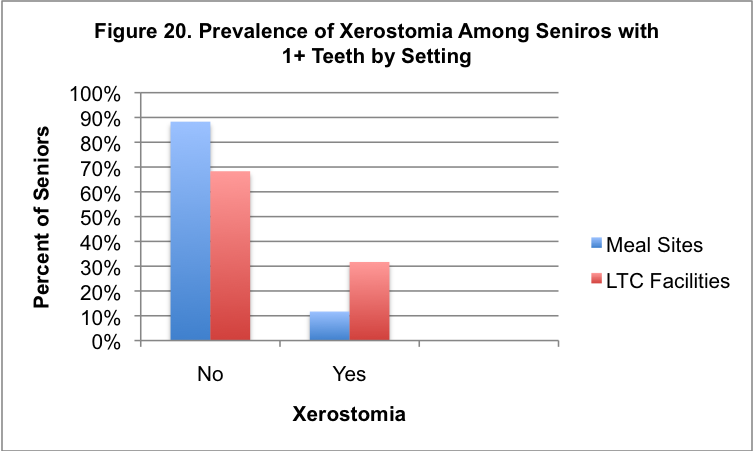 Figure 20. Prevalence of Xerostomia Among Seniros with
1+ Teeth by Setting
100%
90%
80%
70%
60%
50%
40%
30%
20%
10%
0%
Percent of Seniors
No
Yes
Xerostomia
Meal Sites
LTC Facilities